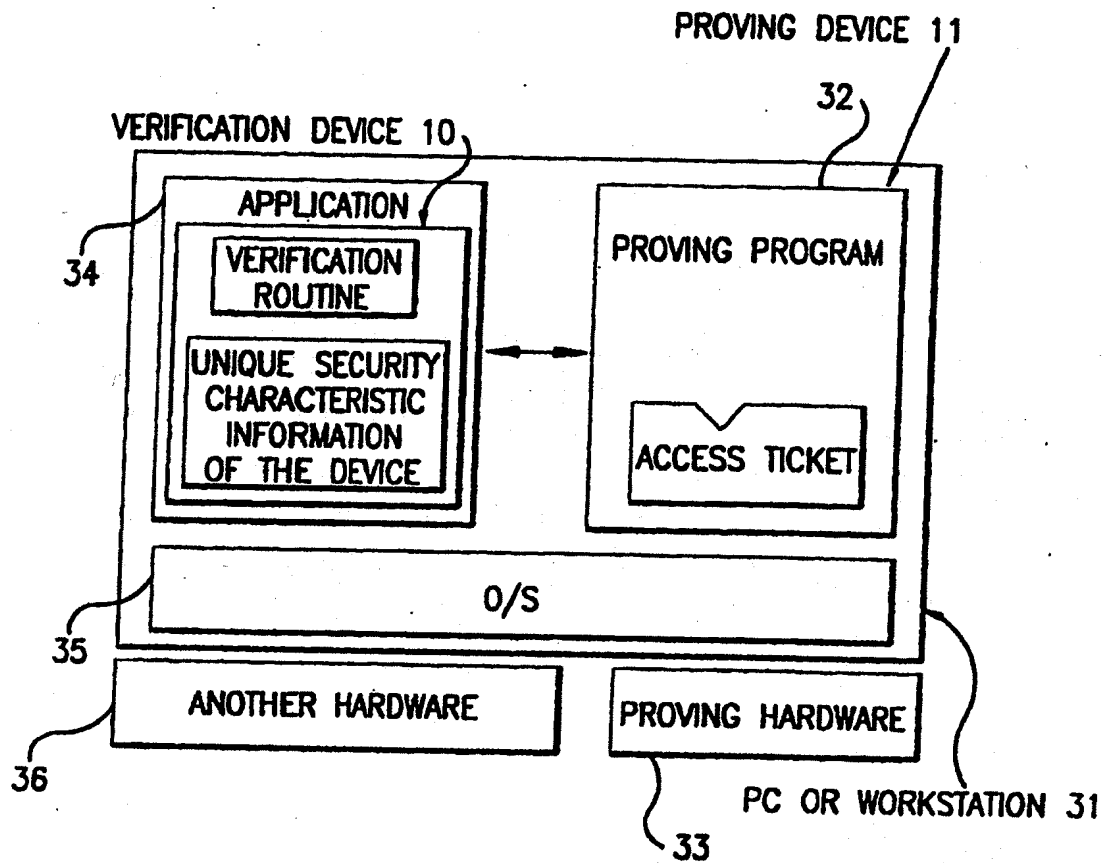 PROVING DEVICE 11
32
VERIFICATION DEVICE 10
APPLICATION
34
VERIFICATION
ROUTINE
PROVING PROGRAM
UNIQUE SECURITY
CHARACTERISTIC
INFORMATION
OF THE DEVICE
ACCESS TICKET
O/S
35
ANOTHER HARDWARE
PROVING HARDWARE
36
PC OR WORKSTATION 31
33